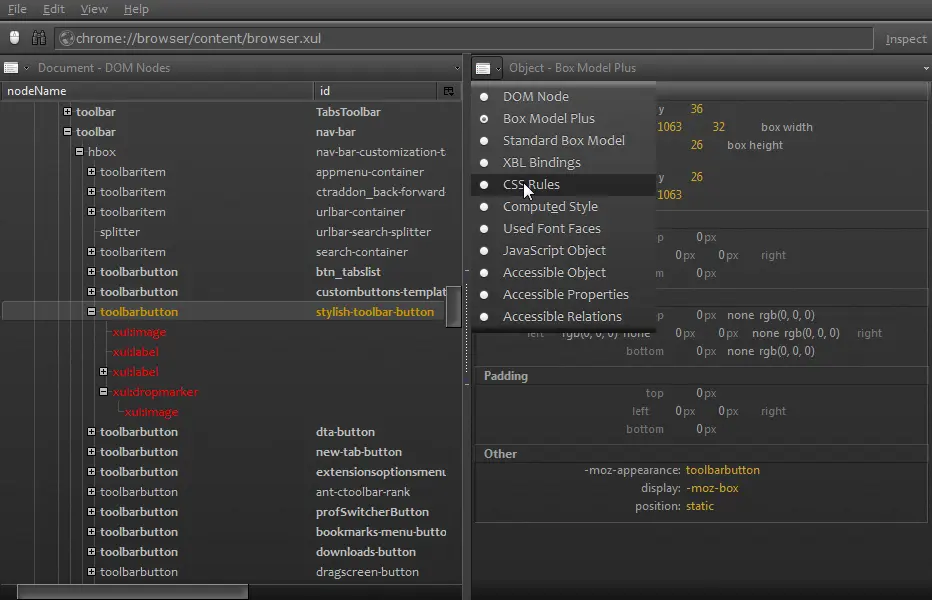 File Edit View Help
chrome://browser/content/browser.xul Inspect
Document - DOM Nodes
nodeName id
toolbar TabsToolbar
toolbar nav-bar
hbox nav-bar-customization-t
toolbaritem appmenu-container
toolbaritem ctraddon_back-forward
toolbaritem urlbar-container
splitter urlbar-search-splitter
toolbaritem search-container
toolbarbutton btn_tabslist
toolbarbutton custombuttons-templat
toolbarbutton stylish-toolbar-button
xul:image
xul:label
xul:label
xul:dropmarker
xul:image
toolbarbutton dta-button
toolbarbutton new-tab-button
toolbarbutton extensionsoptionsmenu
toolbarbutton ant-ctoolbar-rank
toolbarbutton profSwitcherButton
toolbarbutton bookmarks-menu-butto
toolbarbutton downloads-button
toolbarbutton dragscreen-button
Object - Box Model Plus
DOM Node
Box Model Plus
Standard Box Model
XBL Bindings
CSS Rules
Computed Style
Used Font Faces
JavaScript Object
Accessible Object
Accessible Properties
Accessible Relations
y 36
1063 32 box width
26 box height
y 26
1063
p 0px
0px 0px right
m 0px
p 0px none rgb(0, 0, 0)
left rgb(0, 0, 0) none 0px 0px none rgb(0, 0, 0) right
bottom 0px none rgb(0, 0, 0)
Padding
top 0px
left 0px 0px right
bottom 0px
Other
-moz-appearance: toolbarbutton
display: -moz-box
position: static